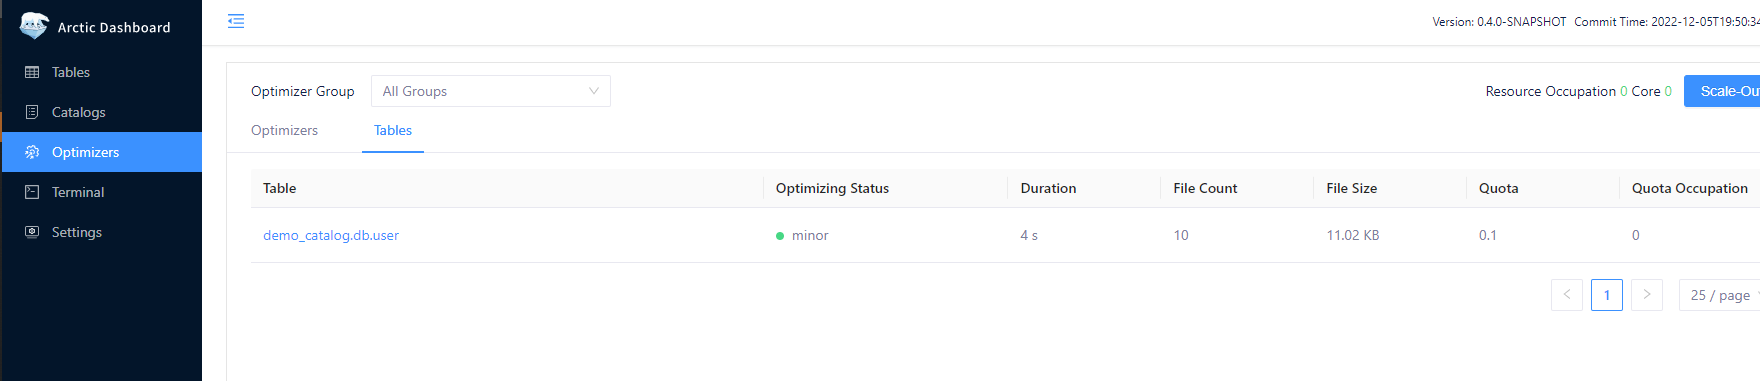 Arctic Dashboard
Version: 0.4.0-SNAPSHOT Commit Time: 2022-12-05T19:50:34
Tables
Catalogs
Optimizers
Terminal
Settings
Optimizer Group All Groups Resource Occupation 0 Core 0 Scale-Ou
Optimizers Tables
Table Optimizing Status Duration File Count File Size Quota Quota Occupation
demo_catalog.db.user minor 4 s 10 11.02 KB 0.1 0
< 1 > 25 / page